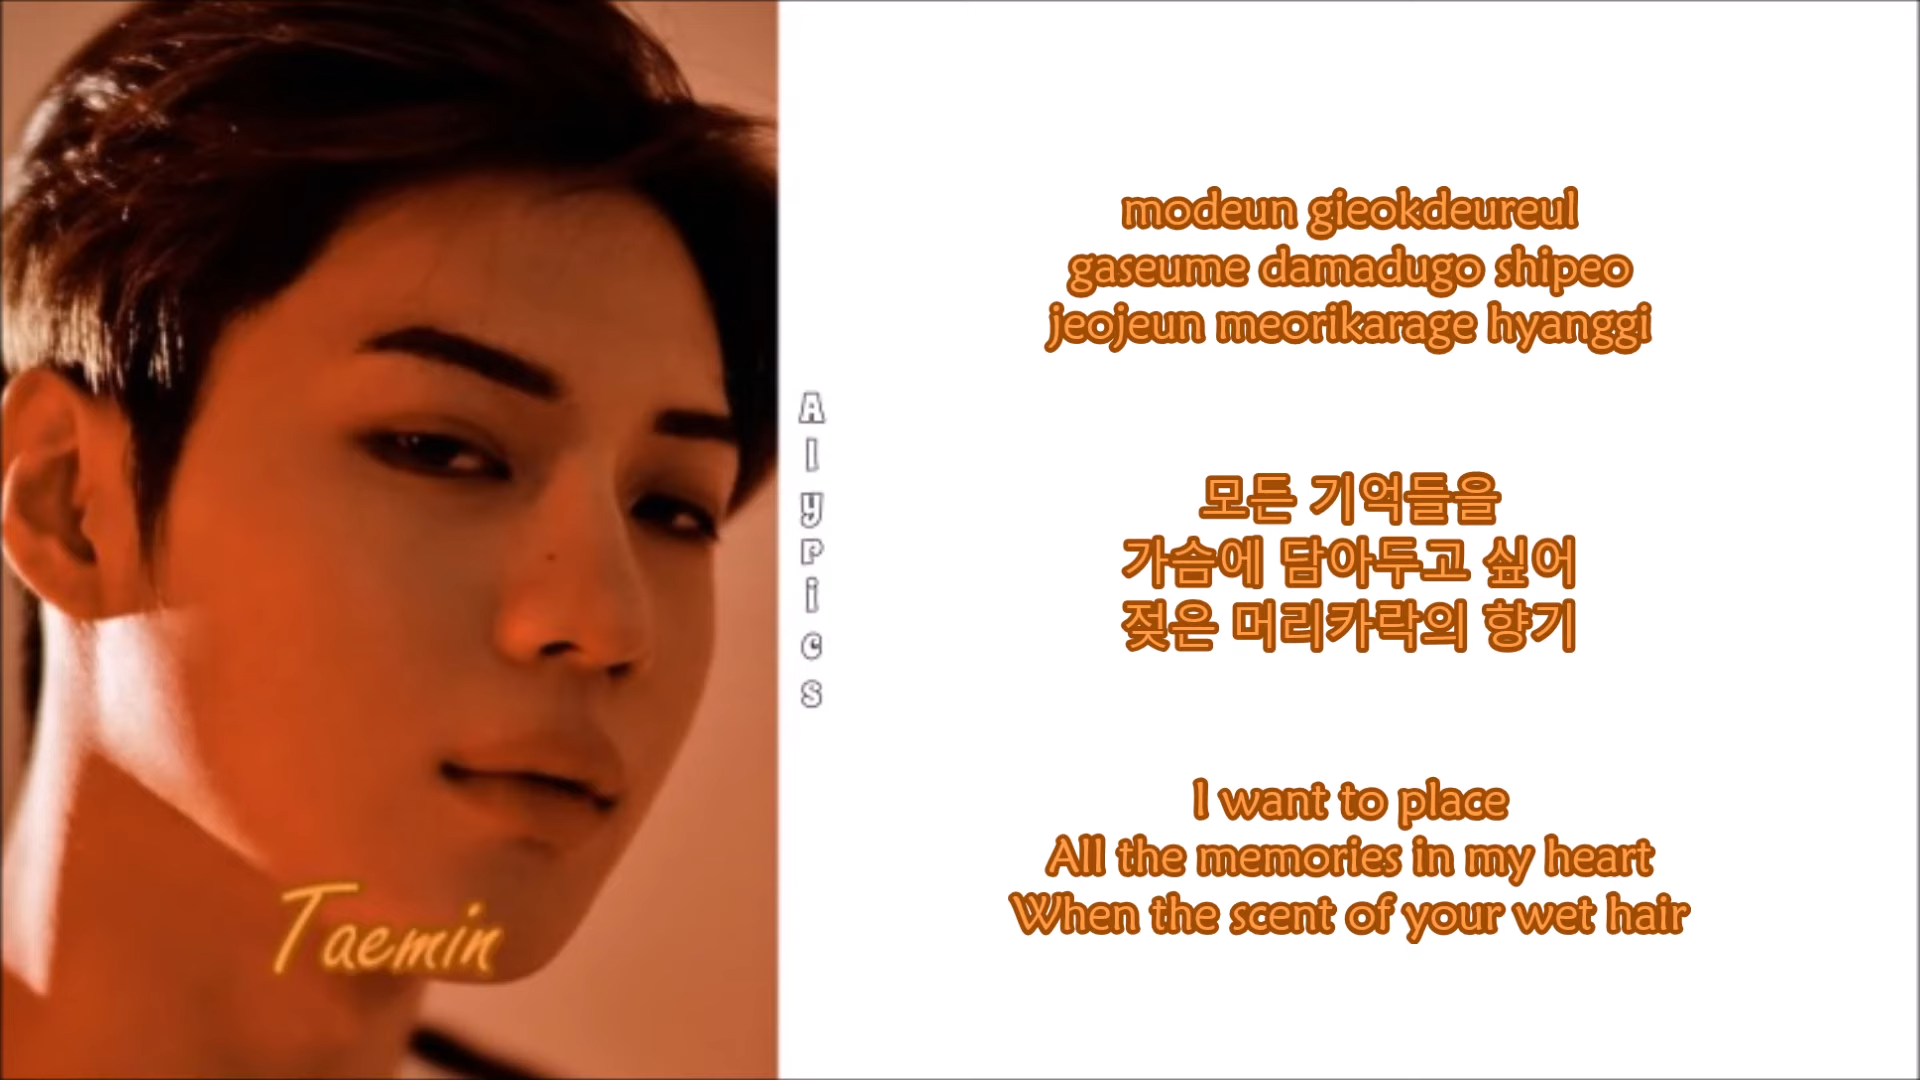 Taemin
AlyPics
modeun gieokdeureul
gaseume damadugo shipeo
jeojeun meorikarage hyanggi
모든 기억들을
가슴에 담아두고 싶어
젖은 머리카락의 향기
I want to place
All the memories in my heart
When the scent of your wet hair